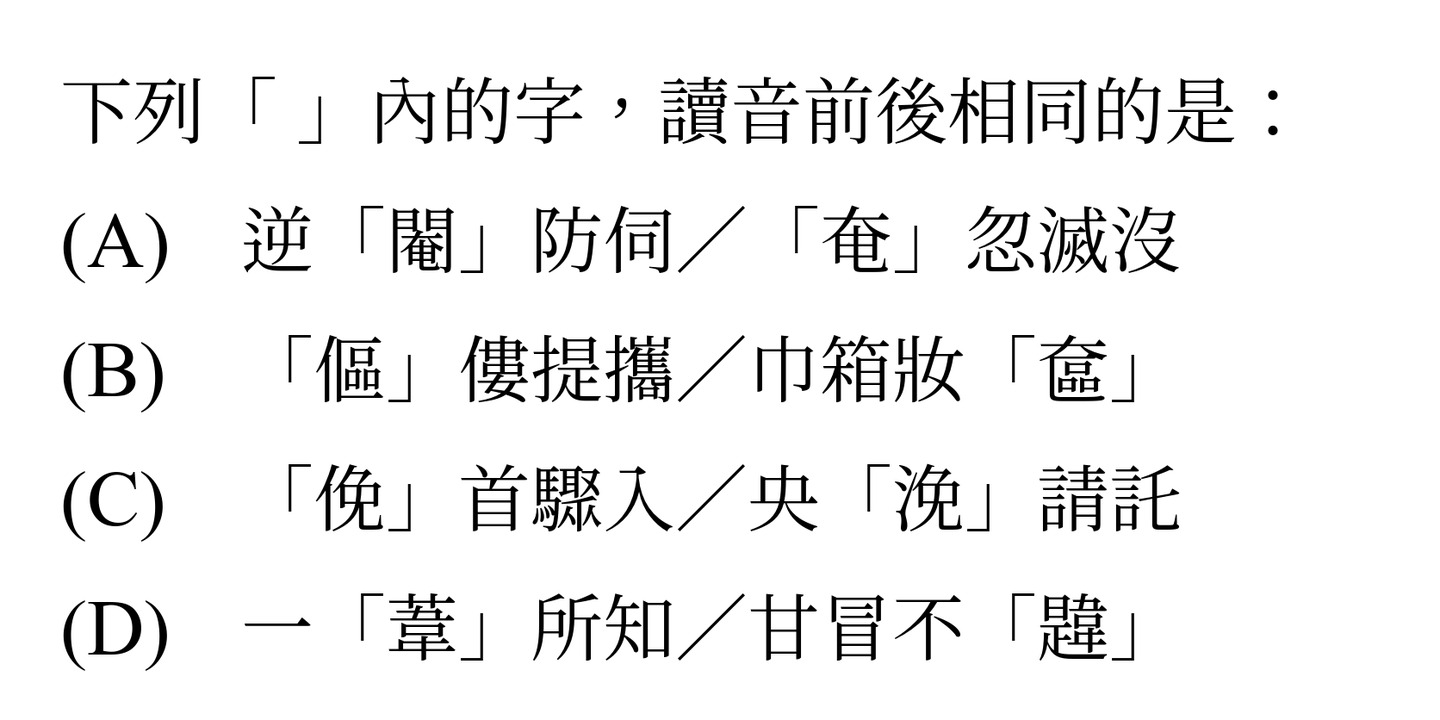 下列「 」內的字，讀音前後相同的是：
(A) 逆「閹」防伺／「奄」忽滅沒
(B) 「傴」僂提攜／巾箱妝「奩」
(C) 「俛」首驟入／央「浼」請託
(D) 一「葦」所知／甘冒不「韙」